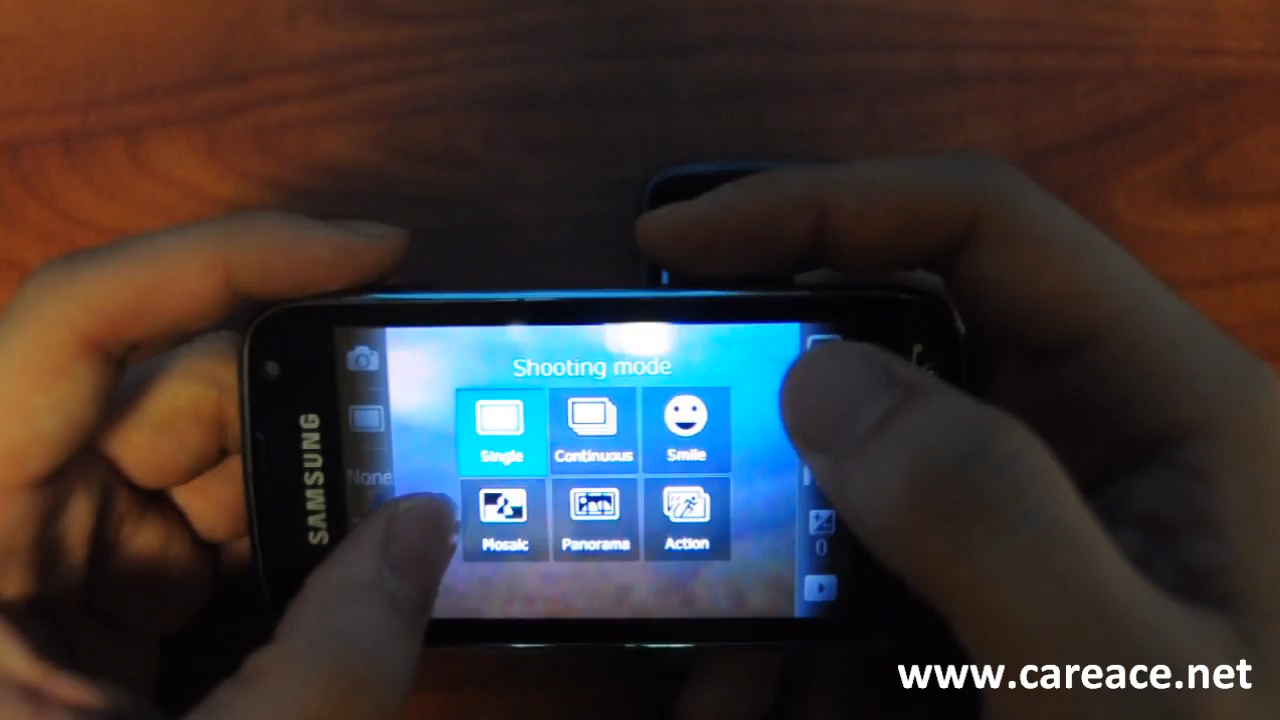 Shooting mode
Single
Continuous
Smile
Mosaic
Panorama
Action
None
0
SAMSUNG
www.careace.net